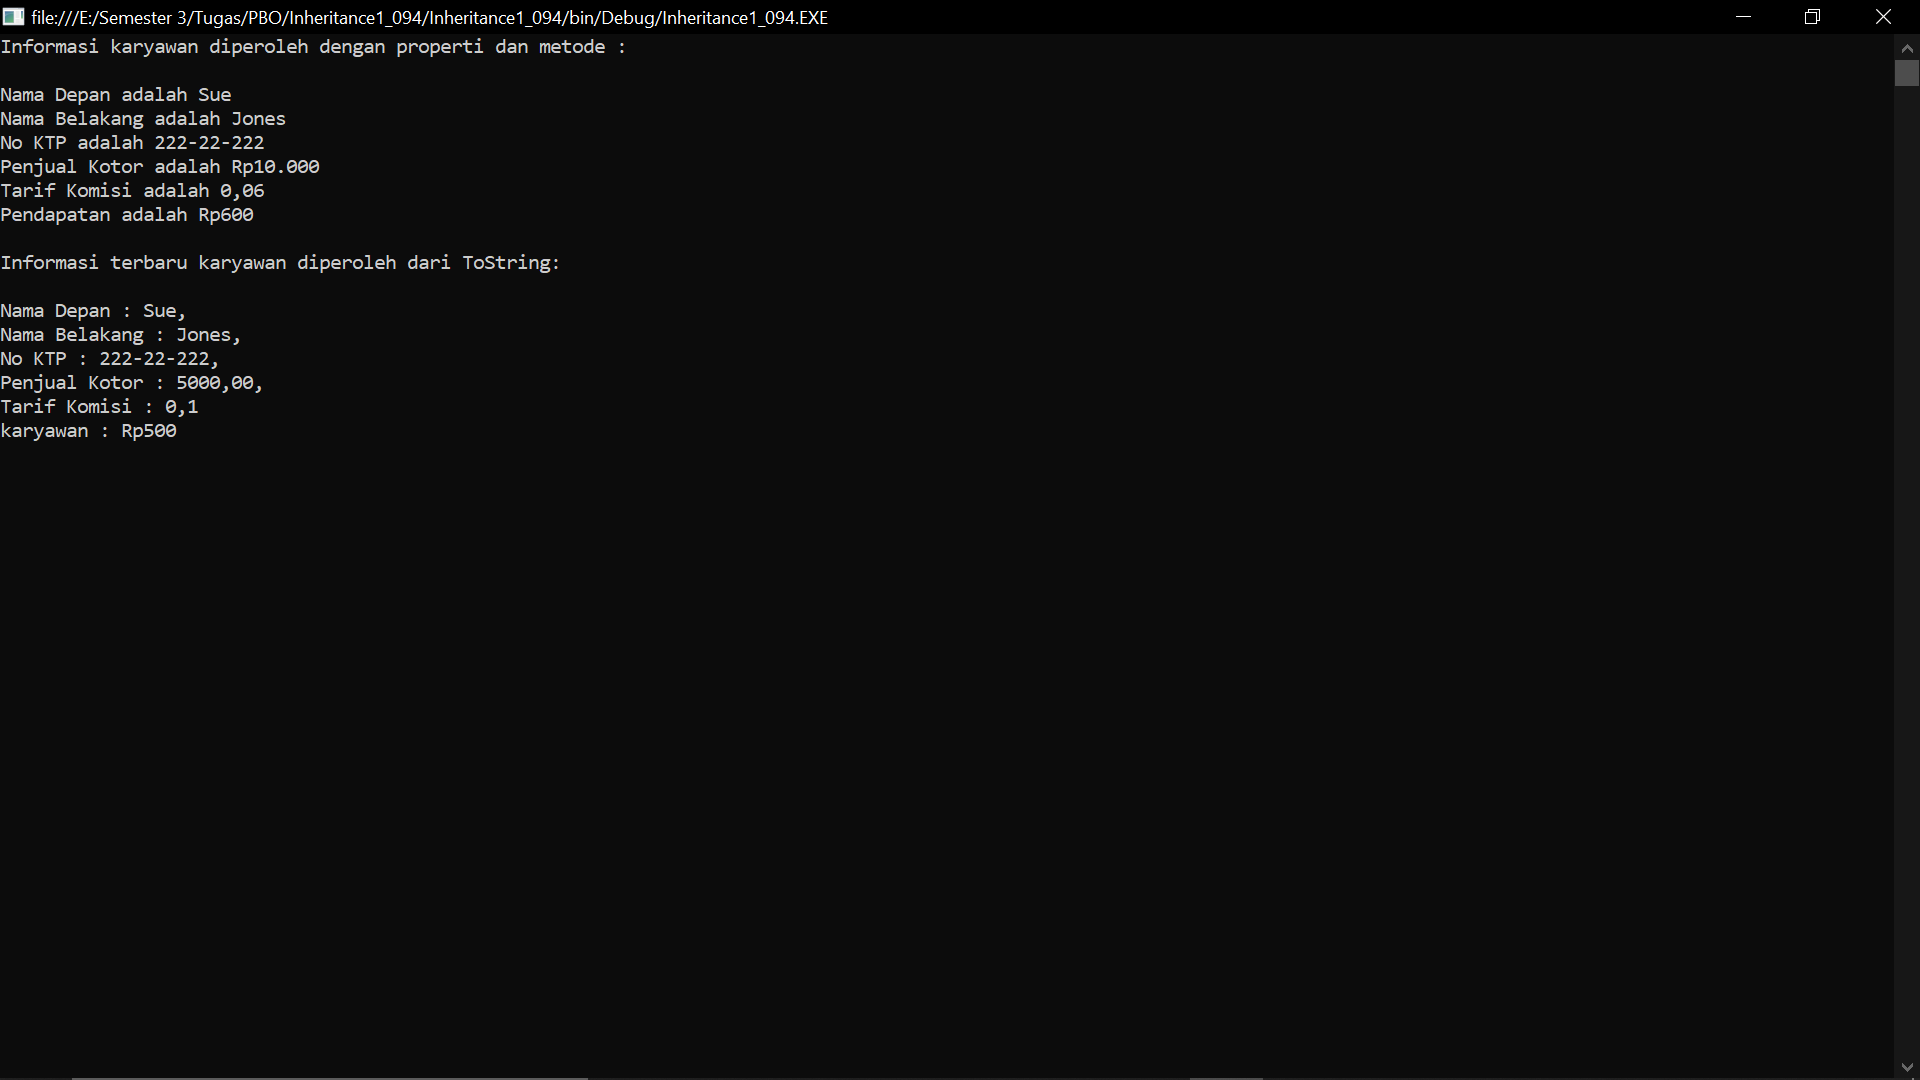 file:///E:/Semester 3/Tugas/PBO/Inheritance1_094/Inheritance1_094/bin/Debug/Inheritance1_094.EXE
Informasi karyawan diperoleh dengan properti dan metode :
Nama Depan adalah Sue
Nama Belakang adalah Jones
No KTP adalah 222-22-222
Penjual Kotor adalah Rp10.000
Tarif Komisi adalah 0,06
Pendapatan adalah Rp600
Informasi terbaru karyawan diperoleh dari ToString:
Nama Depan : Sue,
Nama Belakang : Jones,
No KTP : 222-22-222,
Penjual Kotor : 5000,00,
Tarif Komisi : 0,1
karyawan : Rp500